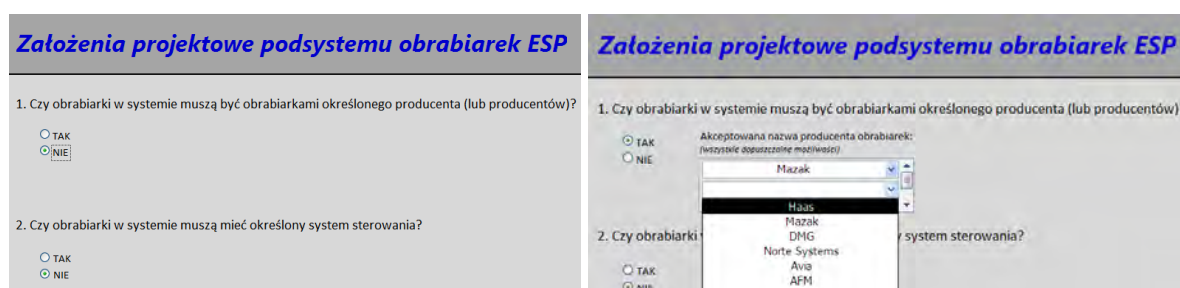 Założenia projektowe podsystemu obrabiarek ESP
1. Czy obrabiarki w systemie muszą być obrabiarkami określonego producenta (lub producentów)?
TAK
NIE
2. Czy obrabiarki w systemie muszą mieć określony system sterowania?
TAK
NIE
Założenia projektowe podsystemu obrabiarek ESP
1. Czy obrabiarki w systemie muszą być obrabiarkami określonego producenta (lub producentów)
TAK
NIE
Akceptowana nazwa producenta obrabiarek:
(wszystkie dopuszczalne możliwości)
Mazak
Haas
Mazak
DMG
Norte Systems
Avia
AFM
2. Czy obrabiarki y system sterowania?
TAK
NIE